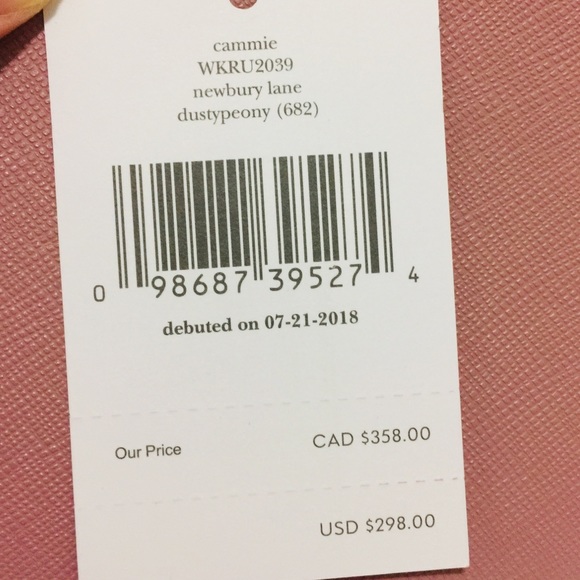 cammie
WKRU2039
newbury lane
dustypeony (682)
0 98687 39527 4
debuted on 07-21-2018
Our Price CAD $358.00
USD $298.00